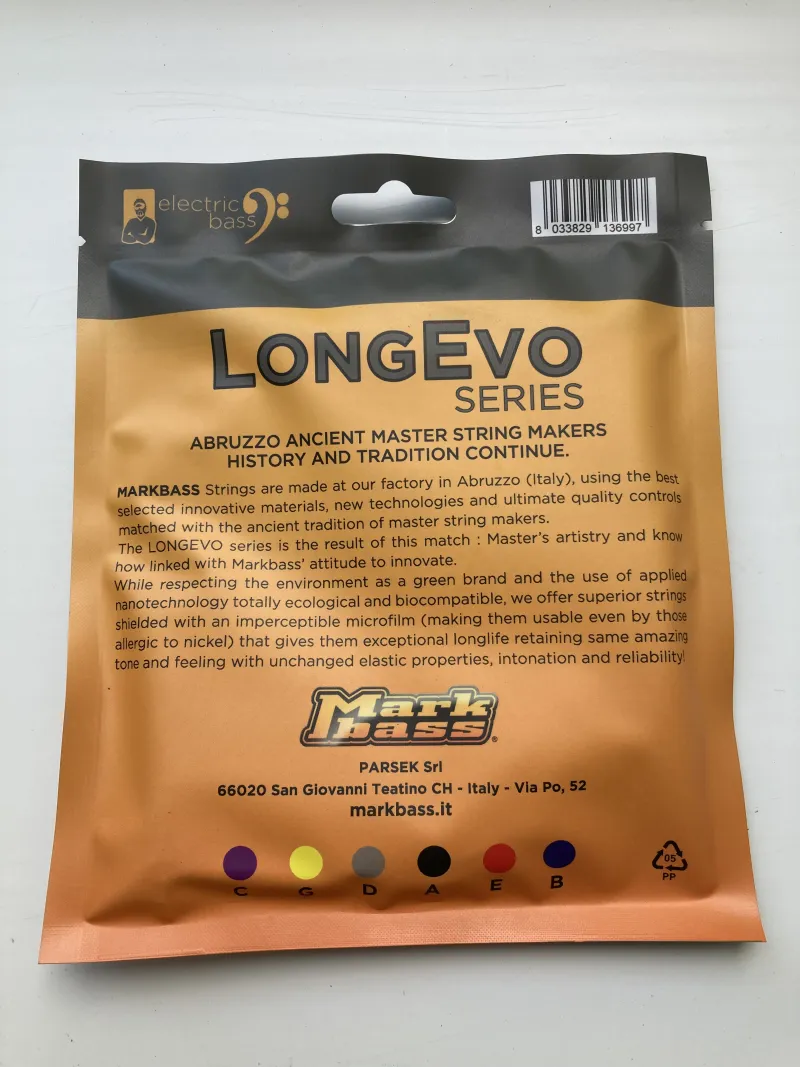 electric
bass
8 033829 136997
LONGEVO
SERIES
ABRUZZO ANCIENT MASTER STRING MAKERS
HISTORY AND TRADITION CONTINUE.
MARKBASS Strings are made at our factory in Abruzzo (Italy), using the best
selected innovative materials, new technologies and ultimate quality controls
matched with the ancient tradition of master string makers.
The LONGEVO series is the result of this match : Master's artistry and know
how linked with Markbass' attitude to innovate.
While respecting the environment as a green brand and the use of applied
nanotechnology totally ecological and biocompatible, we offer superior strings
shielded with an imperceptible microfilm (making them usable even by those
allergic to nickel) that gives them exceptional longlife retaining same amazing
tone and feeling with unchanged elastic properties, intonation and reliability!
Mark
bass®
PARSEK Srl
66020 San Giovanni Teatino CH - Italy - Via Po, 52
markbass.it
C G D A E B
05
PP